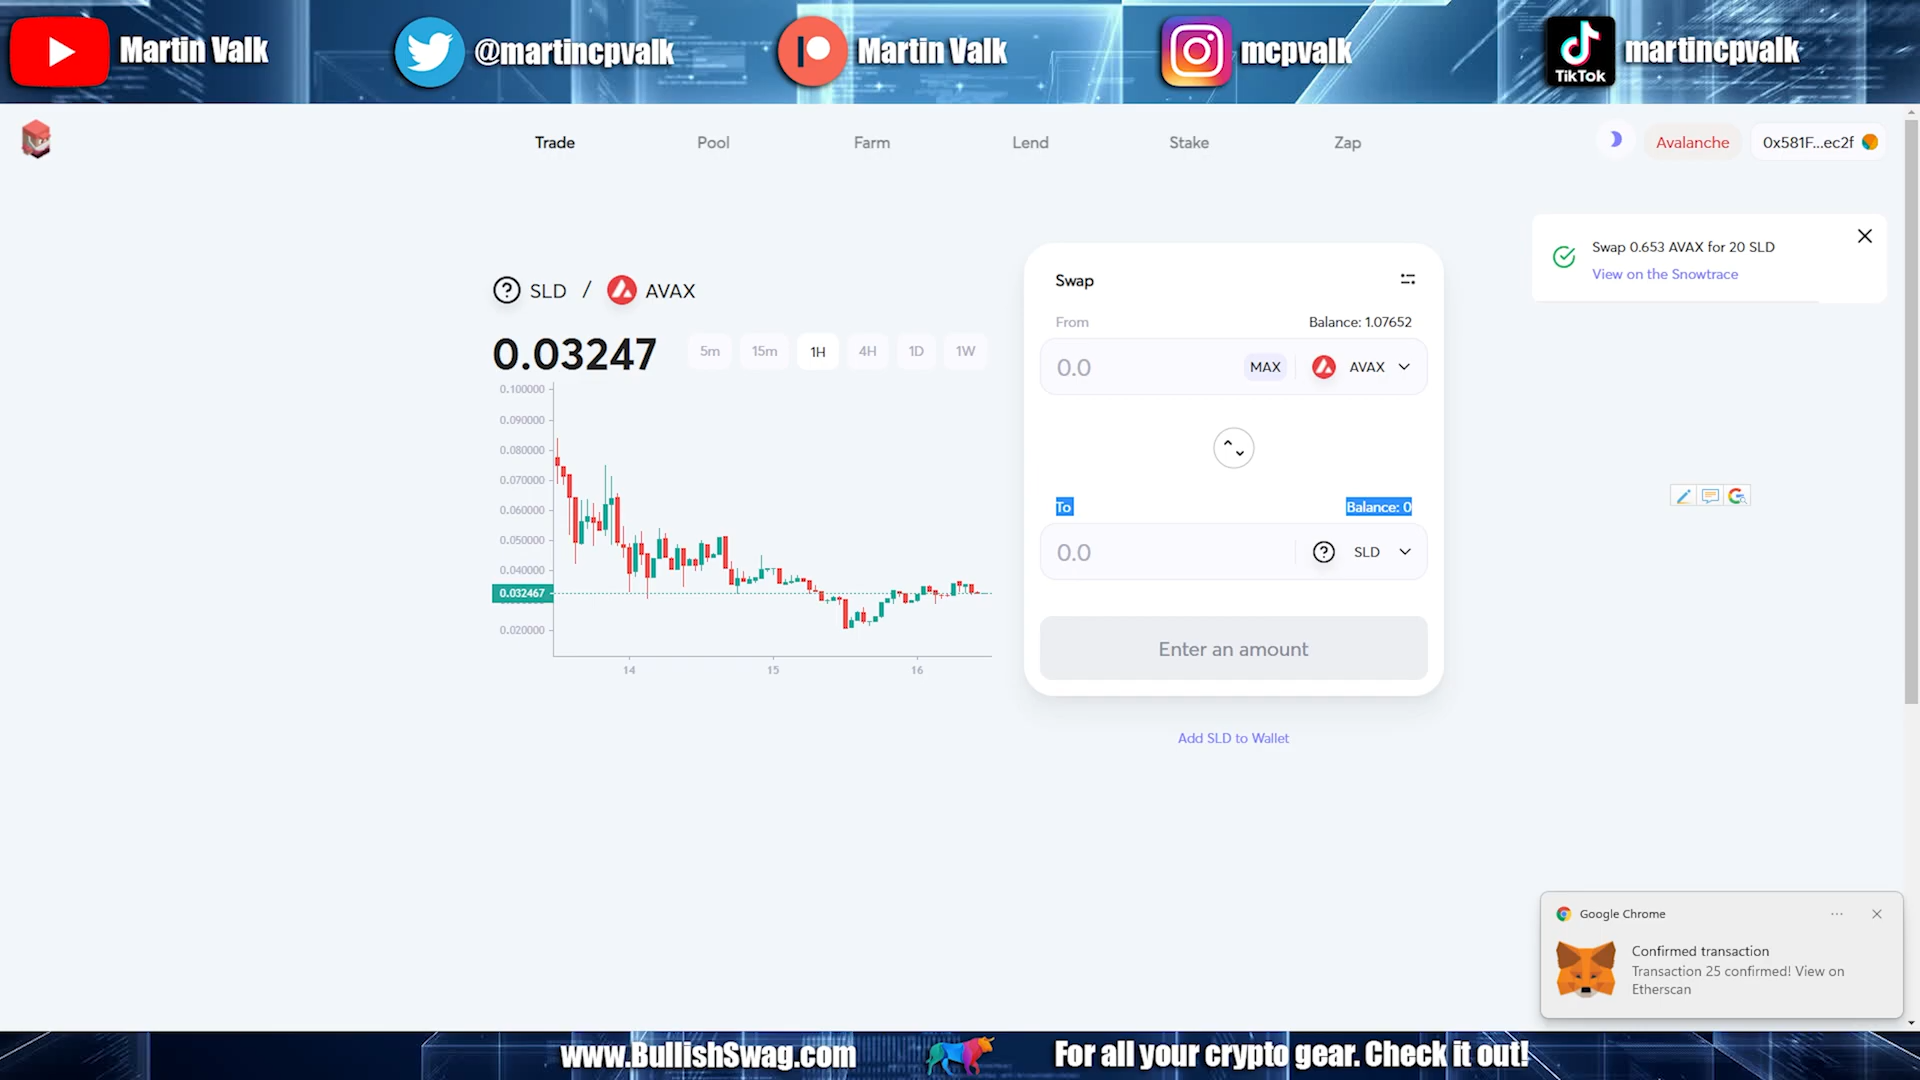 Martin Valk
@martincpvalk
Martin Valk
mcpvalk
TikTok
martincpvalk
Trade
Pool
Farm
Lend
Stake
Zap
Avalanche
0x581F...ec2f
Swap 0.653 AVAX for 20 SLD
View on the Snowtrace
SLD / AVAX
0.03247
5m
15m
1H
4H
1D
1W
0.100000
0.090000
0.080000
0.070000
0.060000
0.050000
0.040000
0.032467
0.020000
14
15
16
Swap
From
Balance: 1.07652
0.0
MAX
AVAX
To
Balance: 0
0.0
SLD
Enter an amount
Add SLD to Wallet
Google Chrome
Confirmed transaction
Transaction 25 confirmed! View on
Etherscan
www.BullishSwag.com
For all your crypto gear. Check it out!